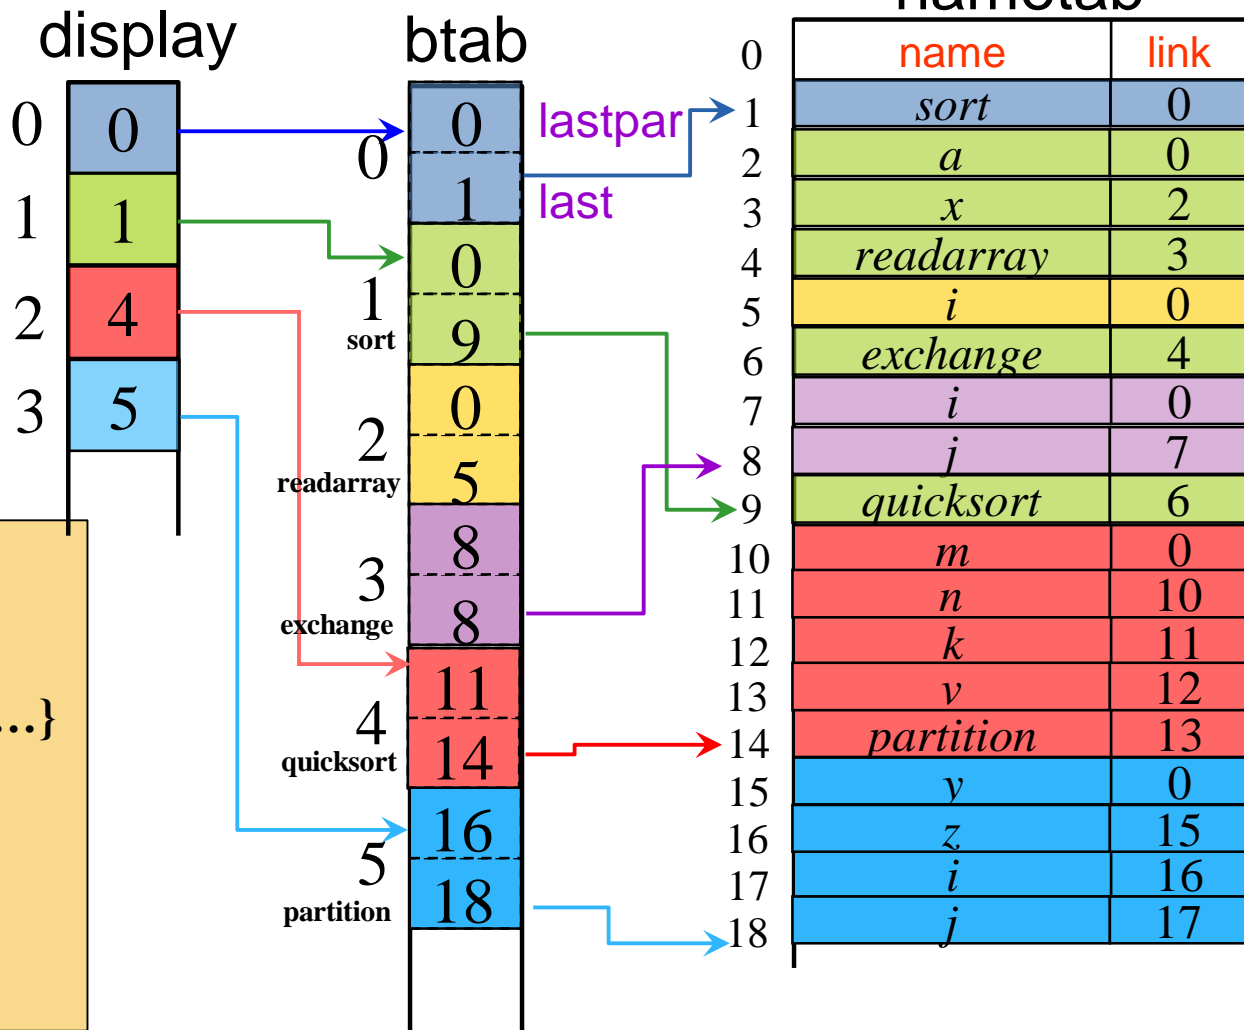 display
0 0
1 1
2 4
3 5
...}
btab
0
0
1
lastpar
last
1
sort
0
9
2
readarray
0
5
3
exchange
8
8
4
quicksort
11
14
5
partition
16
18
nametab
0 name link
1 sort 0
2 a 0
3 x 2
4 readarray 3
5 i 0
6 exchange 4
7 i 0
8 j 7
9 quicksort 6
10 m 0
11 n 10
12 k 11
13 v 12
14 partition 13
15 y 0
16 z 15
17 i 16
18 j 17